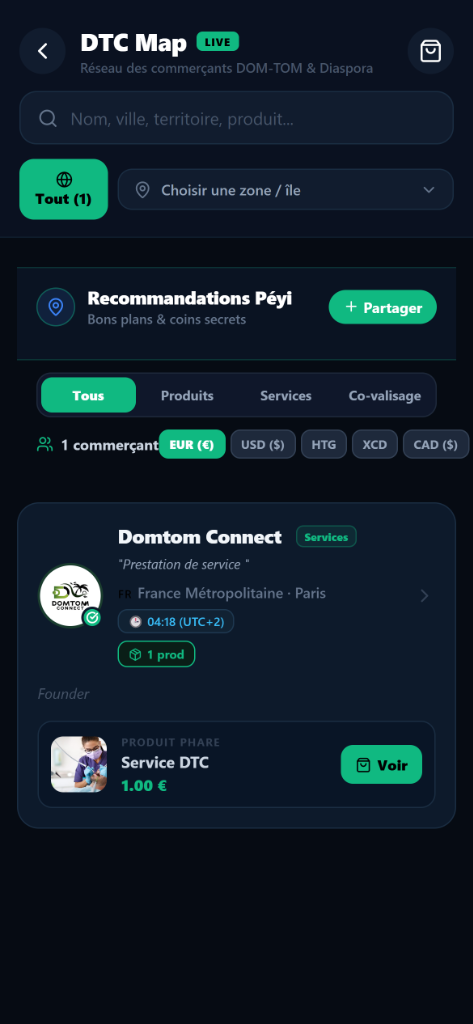 DTC Map LIVE
Réseau des commerçants DOM-TOM & Diaspora
Nom, ville, territoire, produit...
Tout (1)
Choisir une zone / île
Recommandations Péyi
Bons plans & coins secrets
+ Partager
Tous Produits Services Co-valisage
1 commerçant EUR (€) USD ($) HTG XCD CAD ($)
Domtom Connect Services
"Prestation de service "
FR France Métropolitaine · Paris
DOMTOM
CONNECT
04:18 (UTC+2)
1 prod
Founder
PRODUIT PHARE
Service DTC
1.00 €
Voir